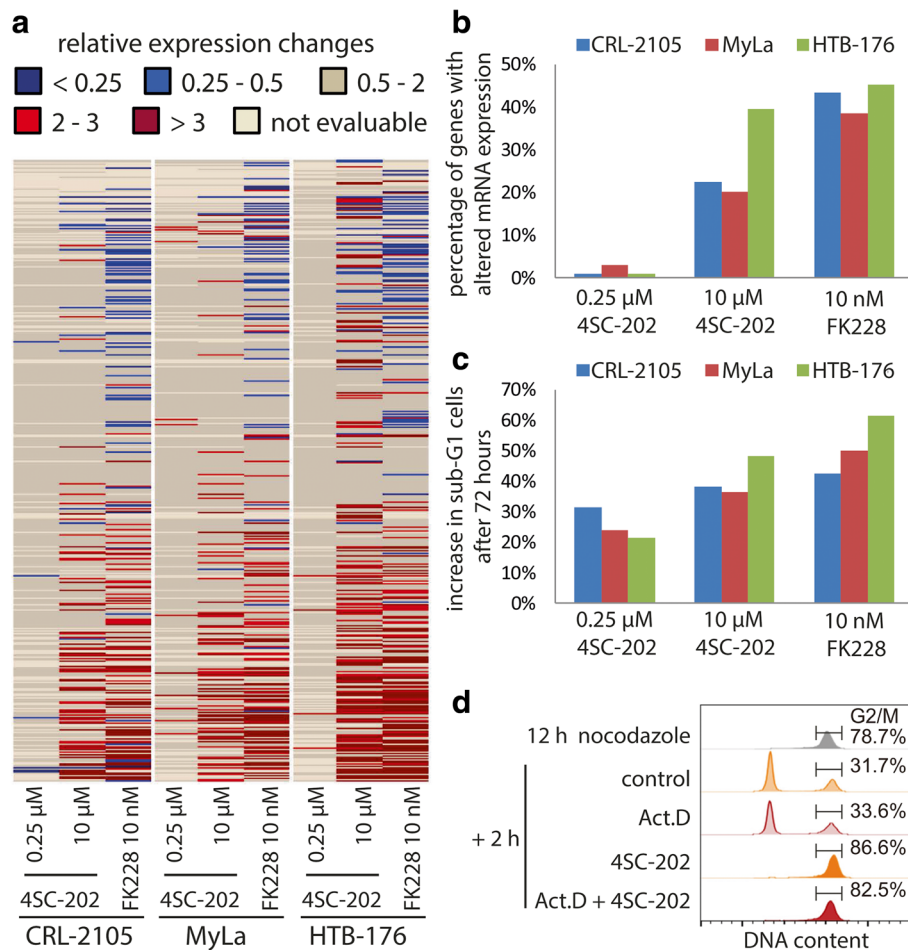 a
relative expression changes
< 0.25
0.25 - 0.5
0.5 - 2
2 - 3
> 3
not evaluable
0.25 µM
10 µM
FK228 10 nM
0.25 µM
10 µM
FK228 10 nM
0.25 µM
10 µM
FK228 10 nM
4SC-202
4SC-202
4SC-202
CRL-2105
MyLa
HTB-176
b
CRL-2105
MyLa
HTB-176
percentage of genes with
altered mRNA expression
50%
40%
30%
20%
10%
0%
0.25 µM
4SC-202
10 µM
4SC-202
10 nM
FK228
c
CRL-2105
MyLa
HTB-176
increase in sub-G1 cells
after 72 hours
70%
60%
50%
40%
30%
20%
10%
0%
0.25 µM
4SC-202
10 µM
4SC-202
10 nM
FK228
d
G2/M
12 h nocodazole
78.7%
+ 2 h
control
31.7%
Act.D
33.6%
4SC-202
86.6%
Act.D + 4SC-202
82.5%
DNA content